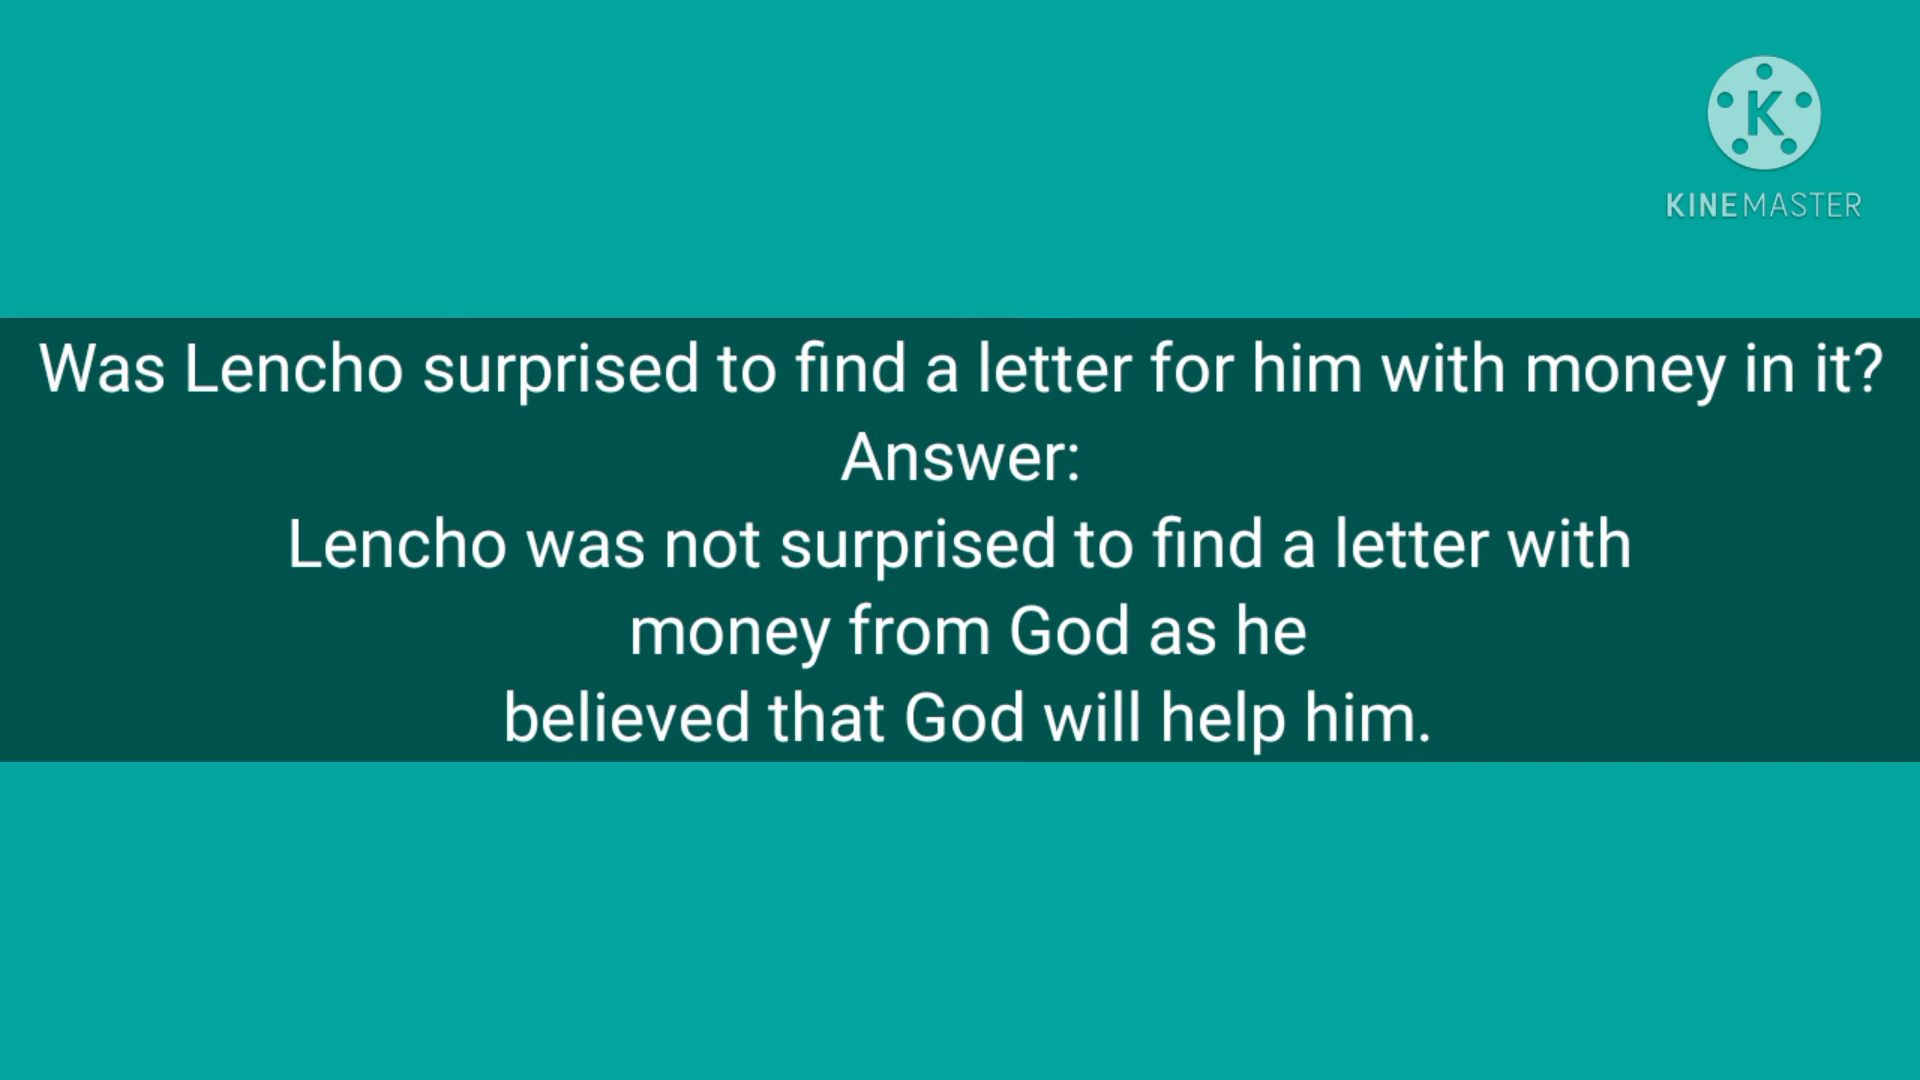 K
KINEMASTER
Was Lencho surprised to find a letter for him with money in it?
Answer:
Lencho was not surprised to find a letter with
money from God as he
believed that God will help him.